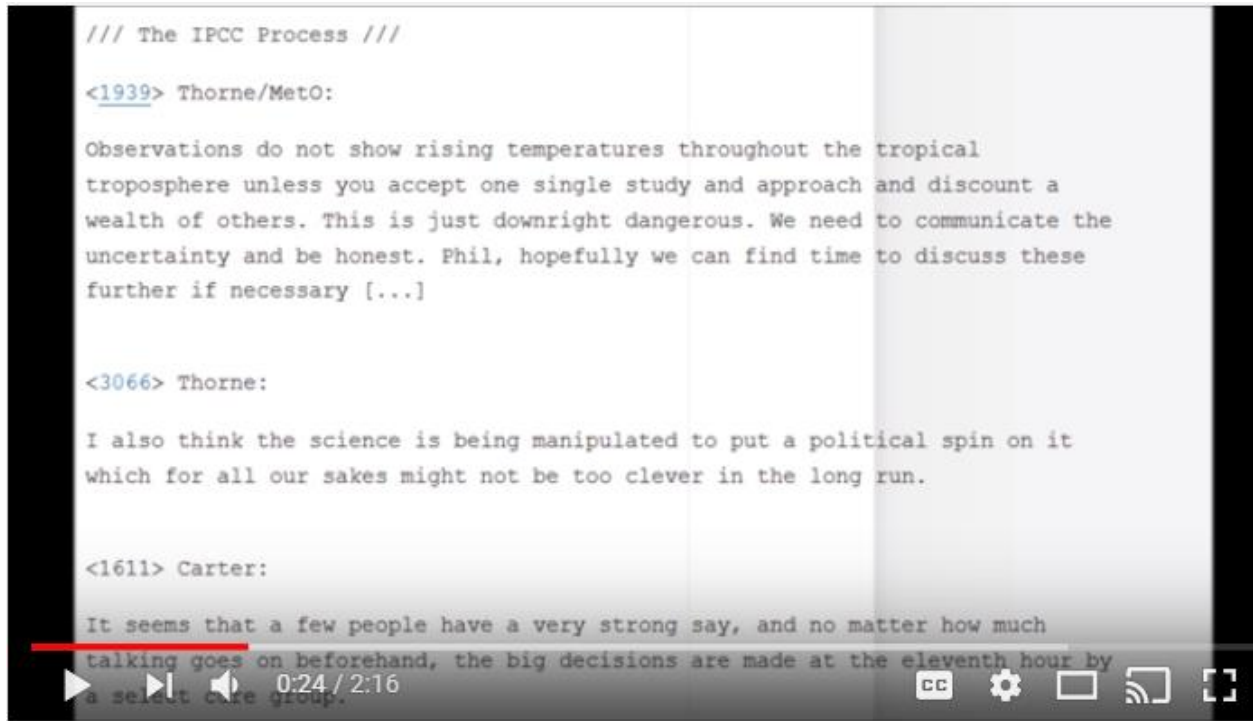 /// The IPCC Process ///
<1939> Thorne/MetO:
Observations do not show rising temperatures throughout the tropical
troposphere unless you accept one single study and approach and discount a
wealth of others. This is just downright dangerous. We need to communicate the
uncertainty and be honest. Phil, hopefully we can find time to discuss these
further if necessary [...]
<3066> Thorne:
I also think the science is being manipulated to put a political spin on it
which for all our sakes might not be too clever in the long run.
<1611> Carter:
It seems that a few people have a very strong say, and no matter how much
talking goes on beforehand, the big decisions are made at the eleventh hour by
a select core group.
0:24 / 2:16
CC